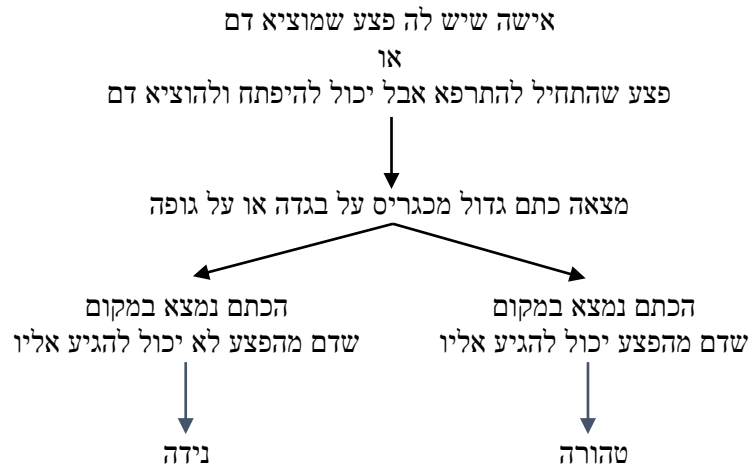 אישה שיש לה פצע שמוציא דם
או
פצע שהתחיל להתרפא אבל יכול להיפתח ולהוציא דם
מצאה כתם גדול מכגריס על בגדה או על גופה
הכתם נמצא במקום
שדם מהפצע יכול להגיע אליו
הכתם נמצא במקום
שדם מהפצע לא יכול להגיע אליו
טהורה
נידה